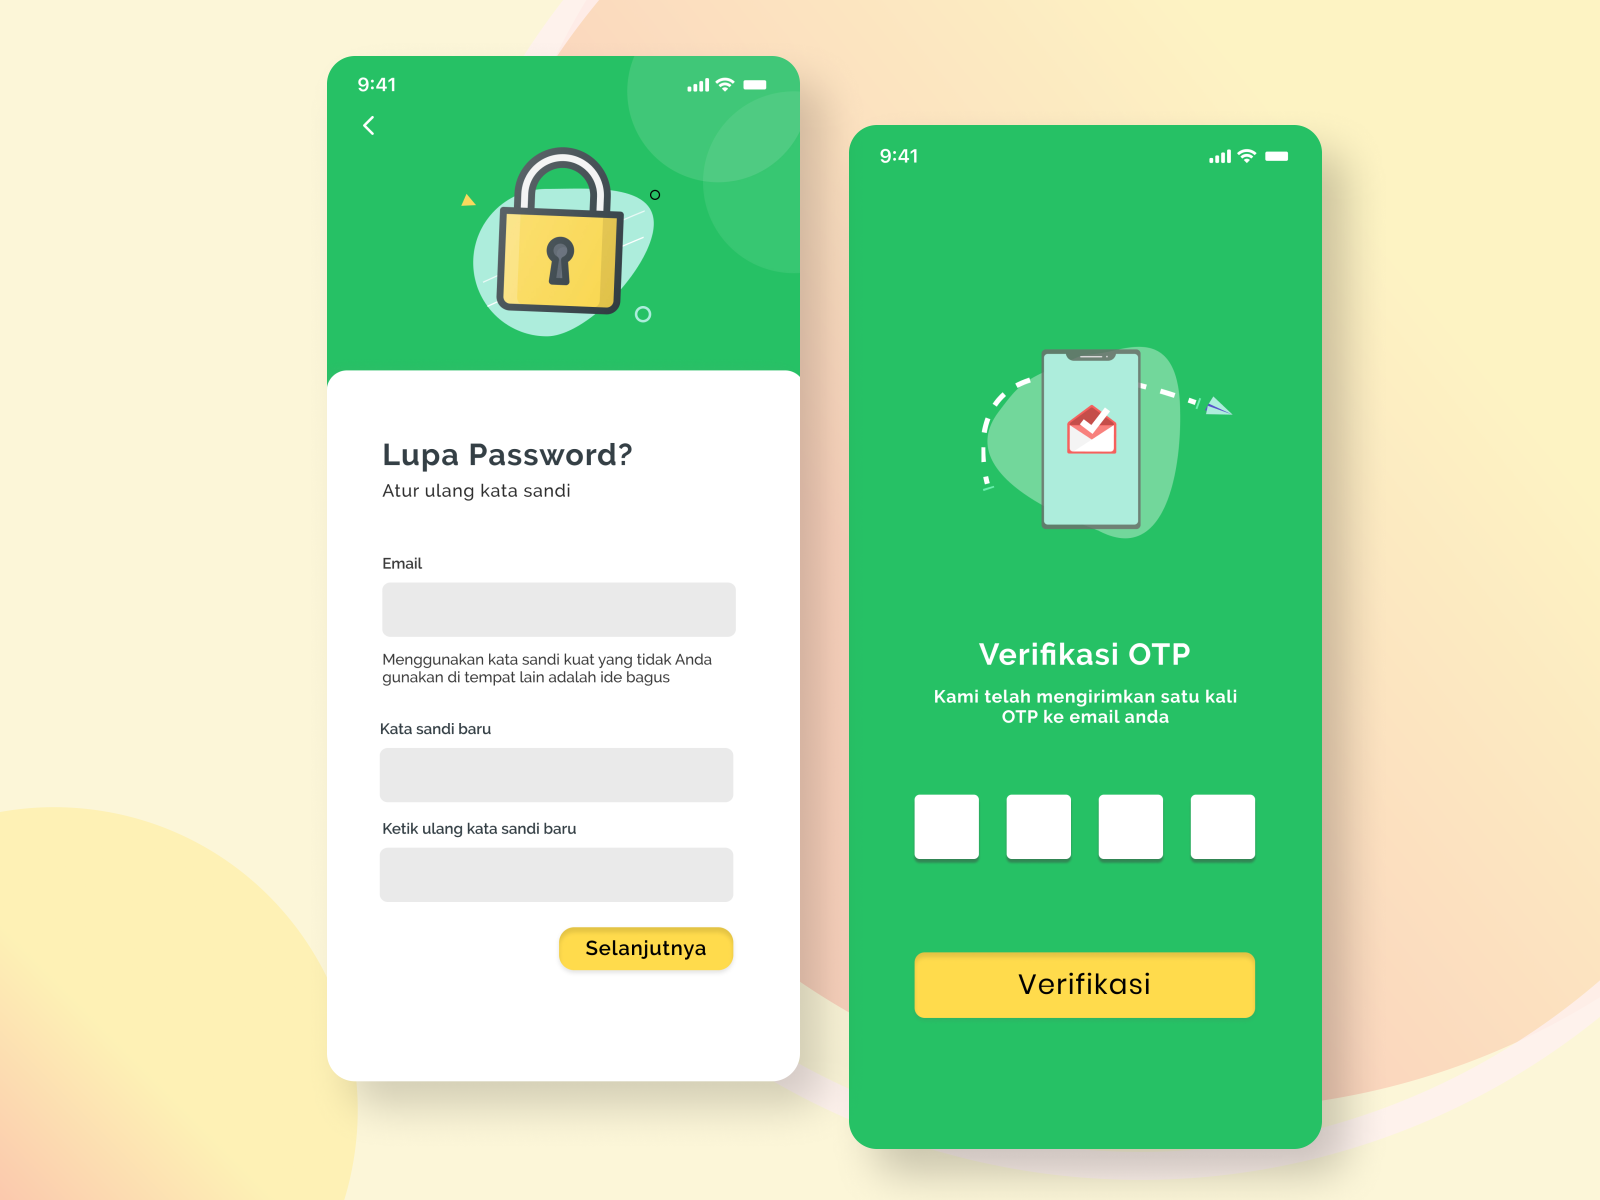 9:41
Lupa Password?
Atur ulang kata sandi
Email
Menggunakan kata sandi kuat yang tidak Anda
gunakan di tempat lain adalah ide bagus
Kata sandi baru
Ketik ulang kata sandi baru
Selanjutnya
9:41
Verifikasi OTP
Kami telah mengirimkan satu kali
OTP ke email anda
Verifikasi